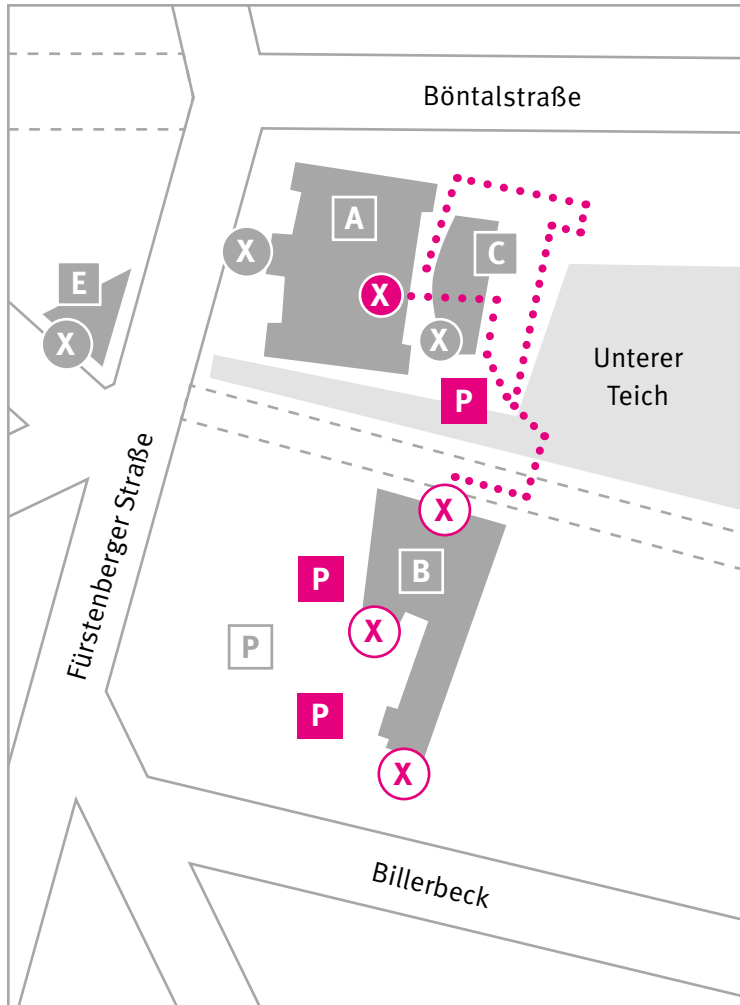 Böntalstraße
A
X
C
E
X
X
X
Unterer
Teich
P
X
Fürstenberger Straße
B
P
X
P
P
X
Billerbeck